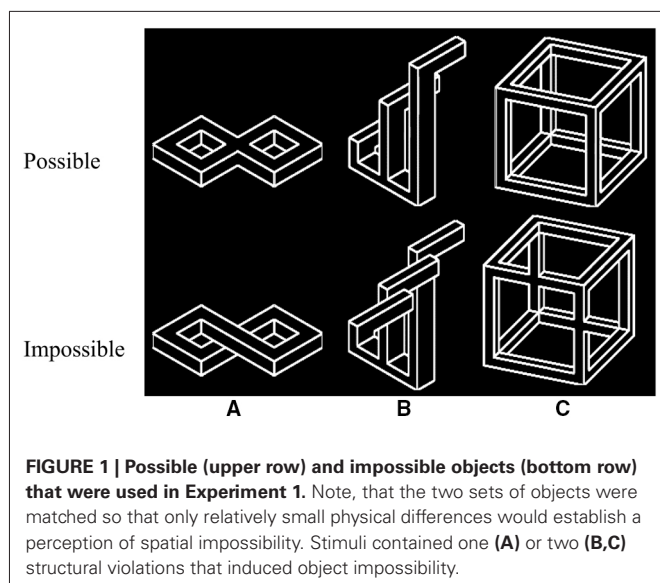 Possible
Impossible
A B C
FIGURE 1 | Possible (upper row) and impossible objects (bottom row)
that were used in Experiment 1. Note, that the two sets of objects were
matched so that only relatively small physical differences would establish a
perception of spatial impossibility. Stimuli contained one (A) or two (B,C)
structural violations that induced object impossibility.